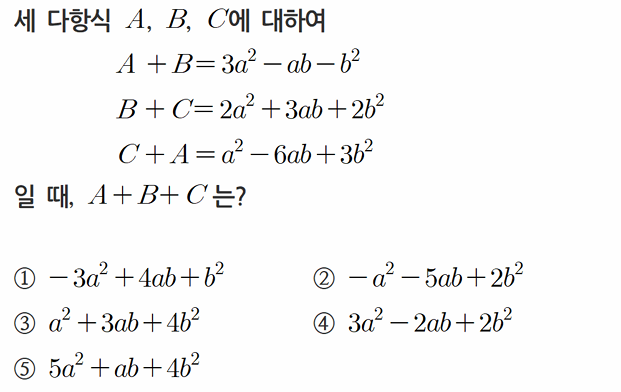 세 다항식 A, B, C에 대하여
A + B = 3a² − ab − b²
B + C = 2a² + 3ab + 2b²
C + A = a² − 6ab + 3b²
일 때, A + B + C 는?
① −3a² + 4ab + b² ② −a² − 5ab + 2b²
③ a² + 3ab + 4b² ④ 3a² − 2ab + 2b²
⑤ 5a² + ab + 4b²